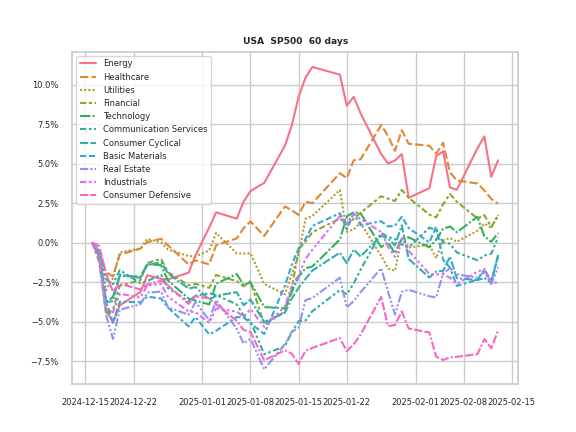 USA  SP500  60 days
Energy
Healthcare
Utilities
Financial
Technology
Communication Services
Consumer Cyclical
Basic Materials
Real Estate
Industrials
Consumer Defensive
10.0%
7.5%
5.0%
2.5%
0.0%
−2.5%
−5.0%
−7.5%
2024-12-15 2024-12-22 2025-01-01 2025-01-08 2025-01-15 2025-01-22 2025-02-01 2025-02-08 2025-02-15